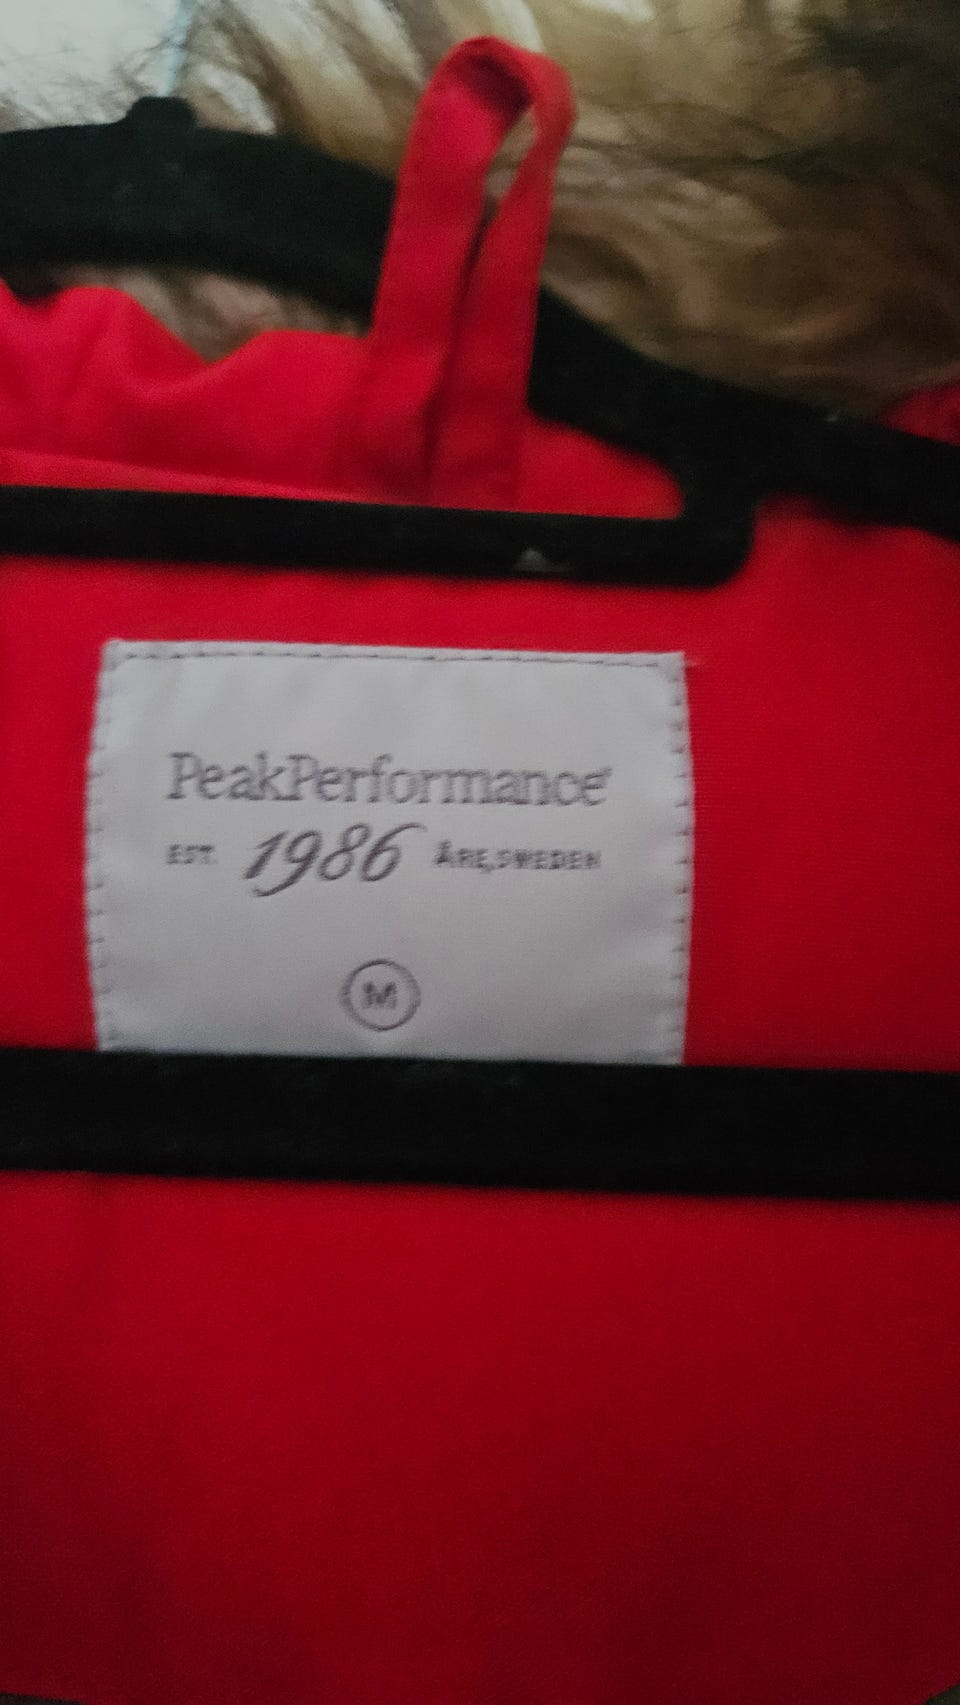 PeakPerformance
EST. 1986 ÅRE, SWEDEN
M